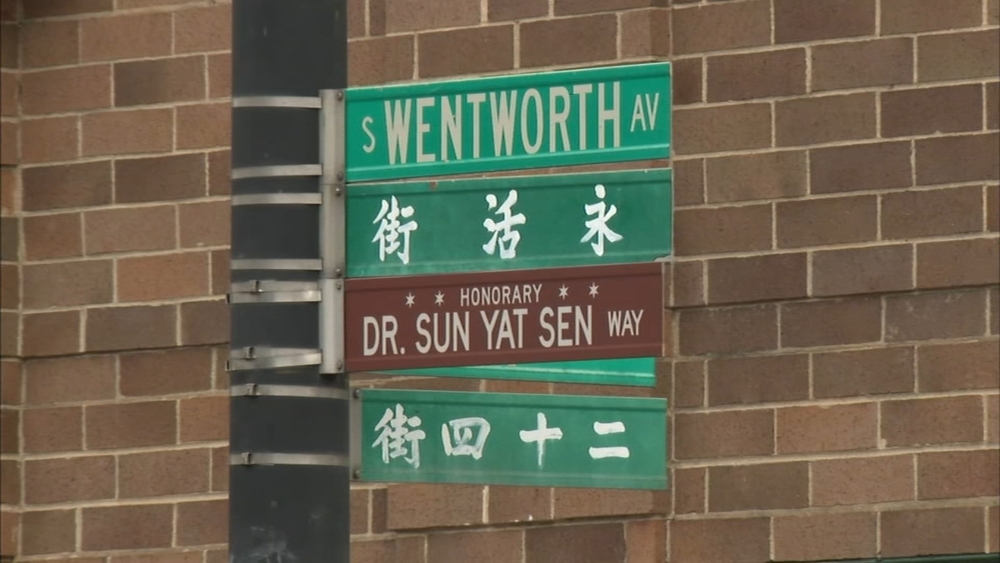 S WENTWORTH AV
永活街
HONORARY
DR. SUN YAT SEN WAY
二十四街